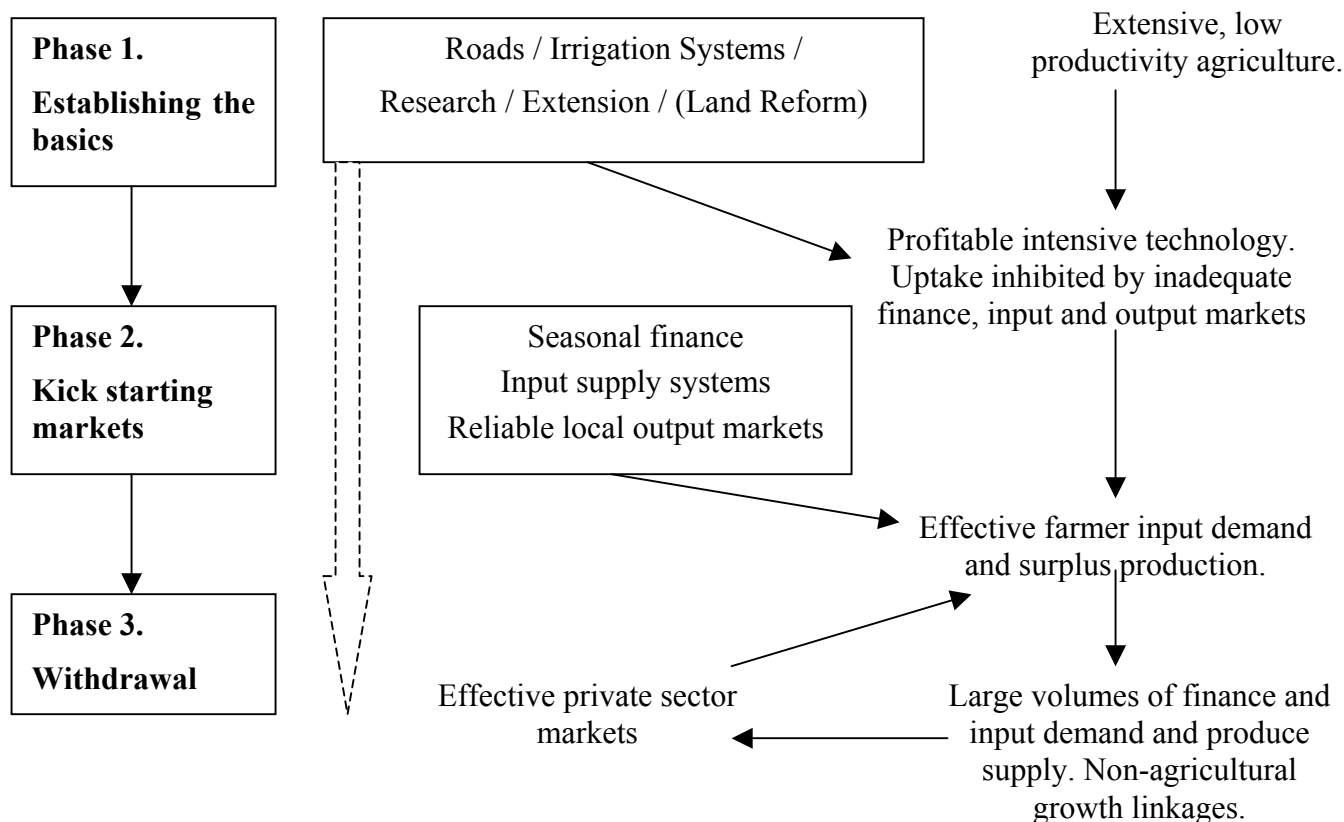 Phase 1.
Establishing the
basics
Roads / Irrigation Systems /
Research / Extension / (Land Reform)
Extensive, low
productivity agriculture.
Profitable intensive technology.
Uptake inhibited by inadequate
finance, input and output markets
Phase 2.
Kick starting
markets
Seasonal finance
Input supply systems
Reliable local output markets
Effective farmer input demand
and surplus production.
Phase 3.
Withdrawal
Effective private sector
markets
Large volumes of finance and
input demand and produce
supply. Non-agricultural
growth linkages.